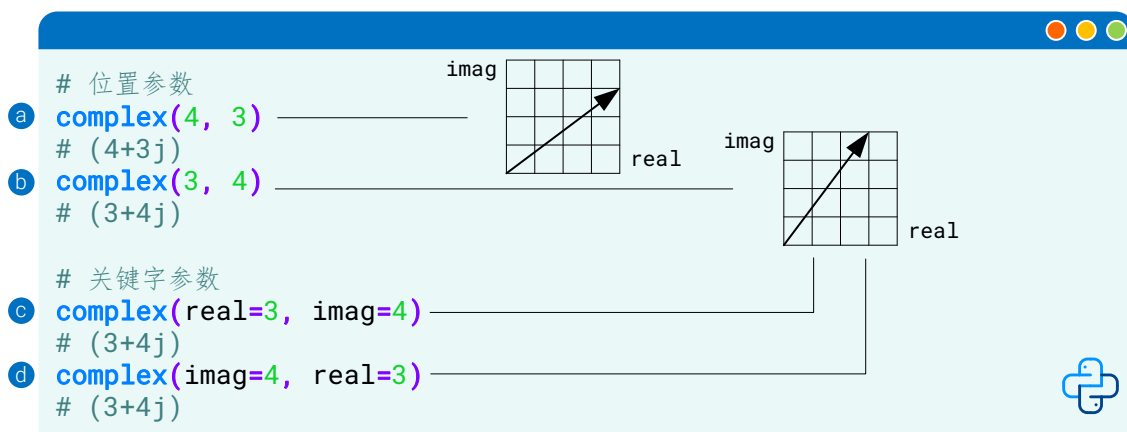 # 位置参数
imag
a complex(4, 3)
# (4+3j)
real
imag
b complex(3, 4)
# (3+4j)
real
# 关键字参数
c complex(real=3, imag=4)
# (3+4j)
d complex(imag=4, real=3)
# (3+4j)